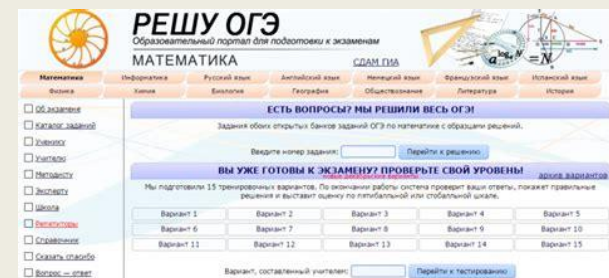 РЕШУ ОГЭ
Образовательный портал для подготовки к экзаменам
МАТЕМАТИКА
СДАМ ГИА
Математика Информатика Русский язык Английский язык Немецкий язык Французский язык Испанский язык
Физика Химия Биология География Обществознание Литература История
Об экзамене
Каталог заданий
Ученику
Учителю
Методисту
Эксперту
Школа
Репетиторы
Справочник
Сказать спасибо
Вопрос — ответ
ЕСТЬ ВОПРОСЫ? МЫ РЕШИЛИ ВЕСЬ ОГЭ!
Задания обоих открытых банков заданий ОГЭ по математике с образцами решений.
Введите номер задания: Перейти к решению
ВЫ УЖЕ ГОТОВЫ К ЭКЗАМЕНУ? ПРОВЕРЬТЕ СВОЙ УРОВЕНЬ!
новые декабрьские варианты
архив вариантов
Мы подготовили 15 тренировочных вариантов. По окончании работы система проверит ваши ответы, покажет правильные
решения и выставит оценку по пятибалльной или стобалльной шкале.
Вариант 1 Вариант 2 Вариант 3 Вариант 4 Вариант 5
Вариант 6 Вариант 7 Вариант 8 Вариант 9 Вариант 10
Вариант 11 Вариант 12 Вариант 13 Вариант 14 Вариант 15
Вариант, составленный учителем: Перейти к тестированию